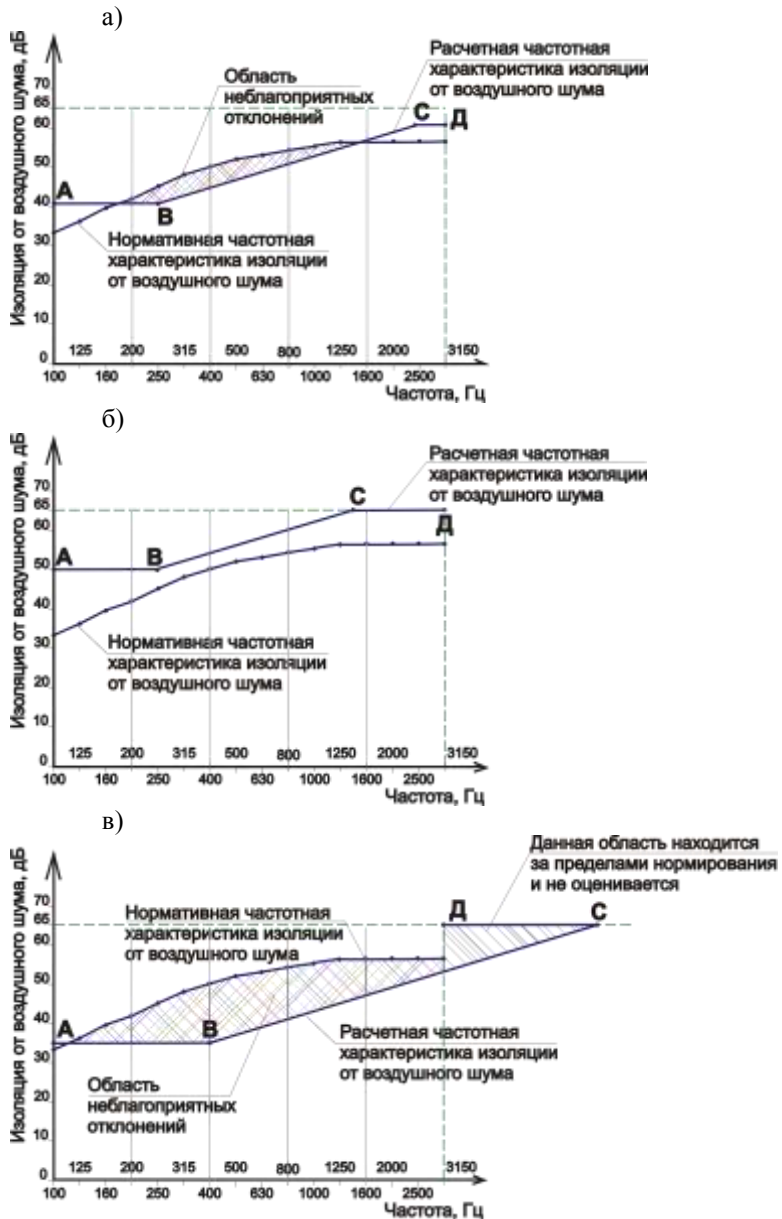 а)
Изоляция от воздушного шума, дБ
70
65
60
50
40
30
20
10
0
Область
неблагоприятных
отклонений
Расчетная частотная
характеристика изоляции
от воздушного шума
А
В
С
Д
Нормативная частотная
характеристика изоляции
от воздушного шума
125 200 315 500 800 1250 2000 3150
100 160 250 400 630 1000 1600 2500
Частота, Гц
б)
Изоляция от воздушного шума, дБ
70
65
60
50
40
30
20
10
0
Расчетная частотная
характеристика изоляции
от воздушного шума
А
В
С
Д
Нормативная частотная
характеристика изоляции
от воздушного шума
125 200 315 500 800 1250 2000 3150
100 160 250 400 630 1000 1600 2500
Частота, Гц
в)
Изоляция от воздушного шума, дБ
70
65
60
50
40
30
20
10
0
Данная область находится
за пределами нормирования
и не оценивается
Нормативная частотная
характеристика изоляции
от воздушного шума
Д
С
А
В
Расчетная частотная
характеристика изоляции
от воздушного шума
Область
неблагоприятных
отклонений
125 200 315 500 800 1250 2000 3150
100 160 250 400 630 1000 1600 2500
Частота, Гц